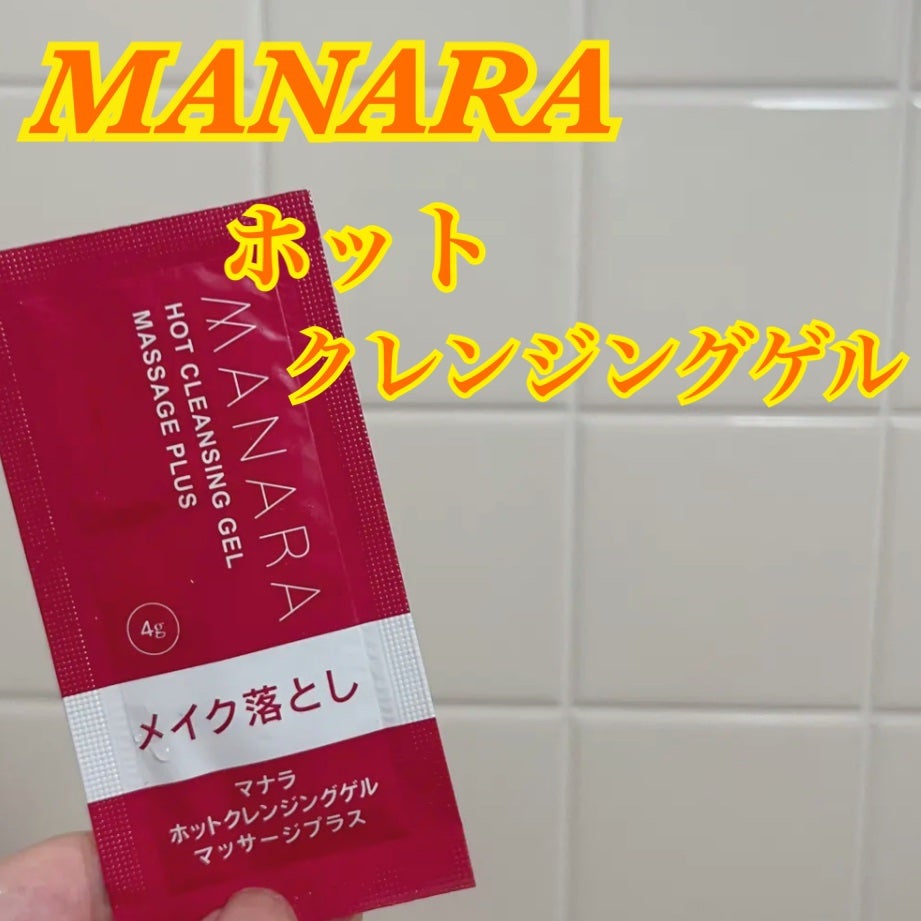 MANARA
ホット
クレンジングゲル
MANARA
HOT CLEANSING GEL
MASSAGE PLUS
4g
メイク落とし
マナラ
ホットクレンジングゲル
マッサージプラス